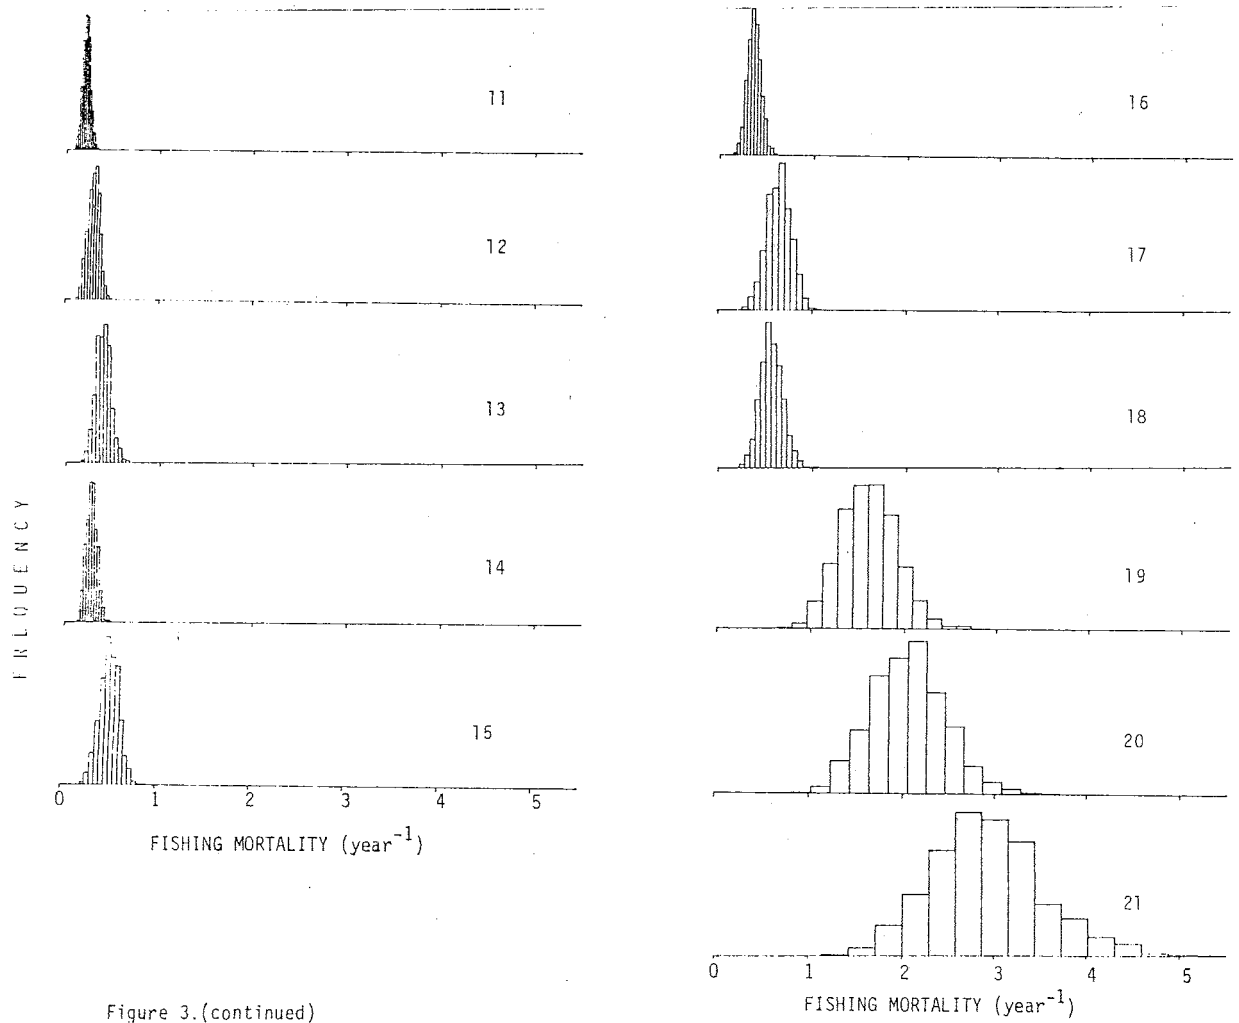 11
12
13
14
15
0 1 2 3 4 5
FISHING MORTALITY (year⁻¹)
FREQUENCY
16
17
18
19
20
21
0 1 2 3 4 5
FISHING MORTALITY (year⁻¹)
Figure 3.(continued)